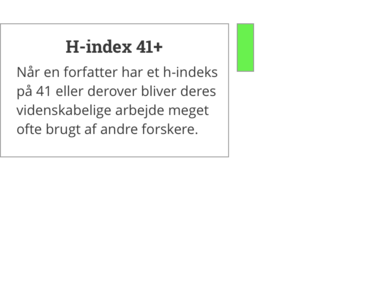 H-index 41+
Når en forfatter har et h-indeks
på 41 eller derover bliver deres
videnskabelige arbejde meget
ofte brugt af andre forskere.